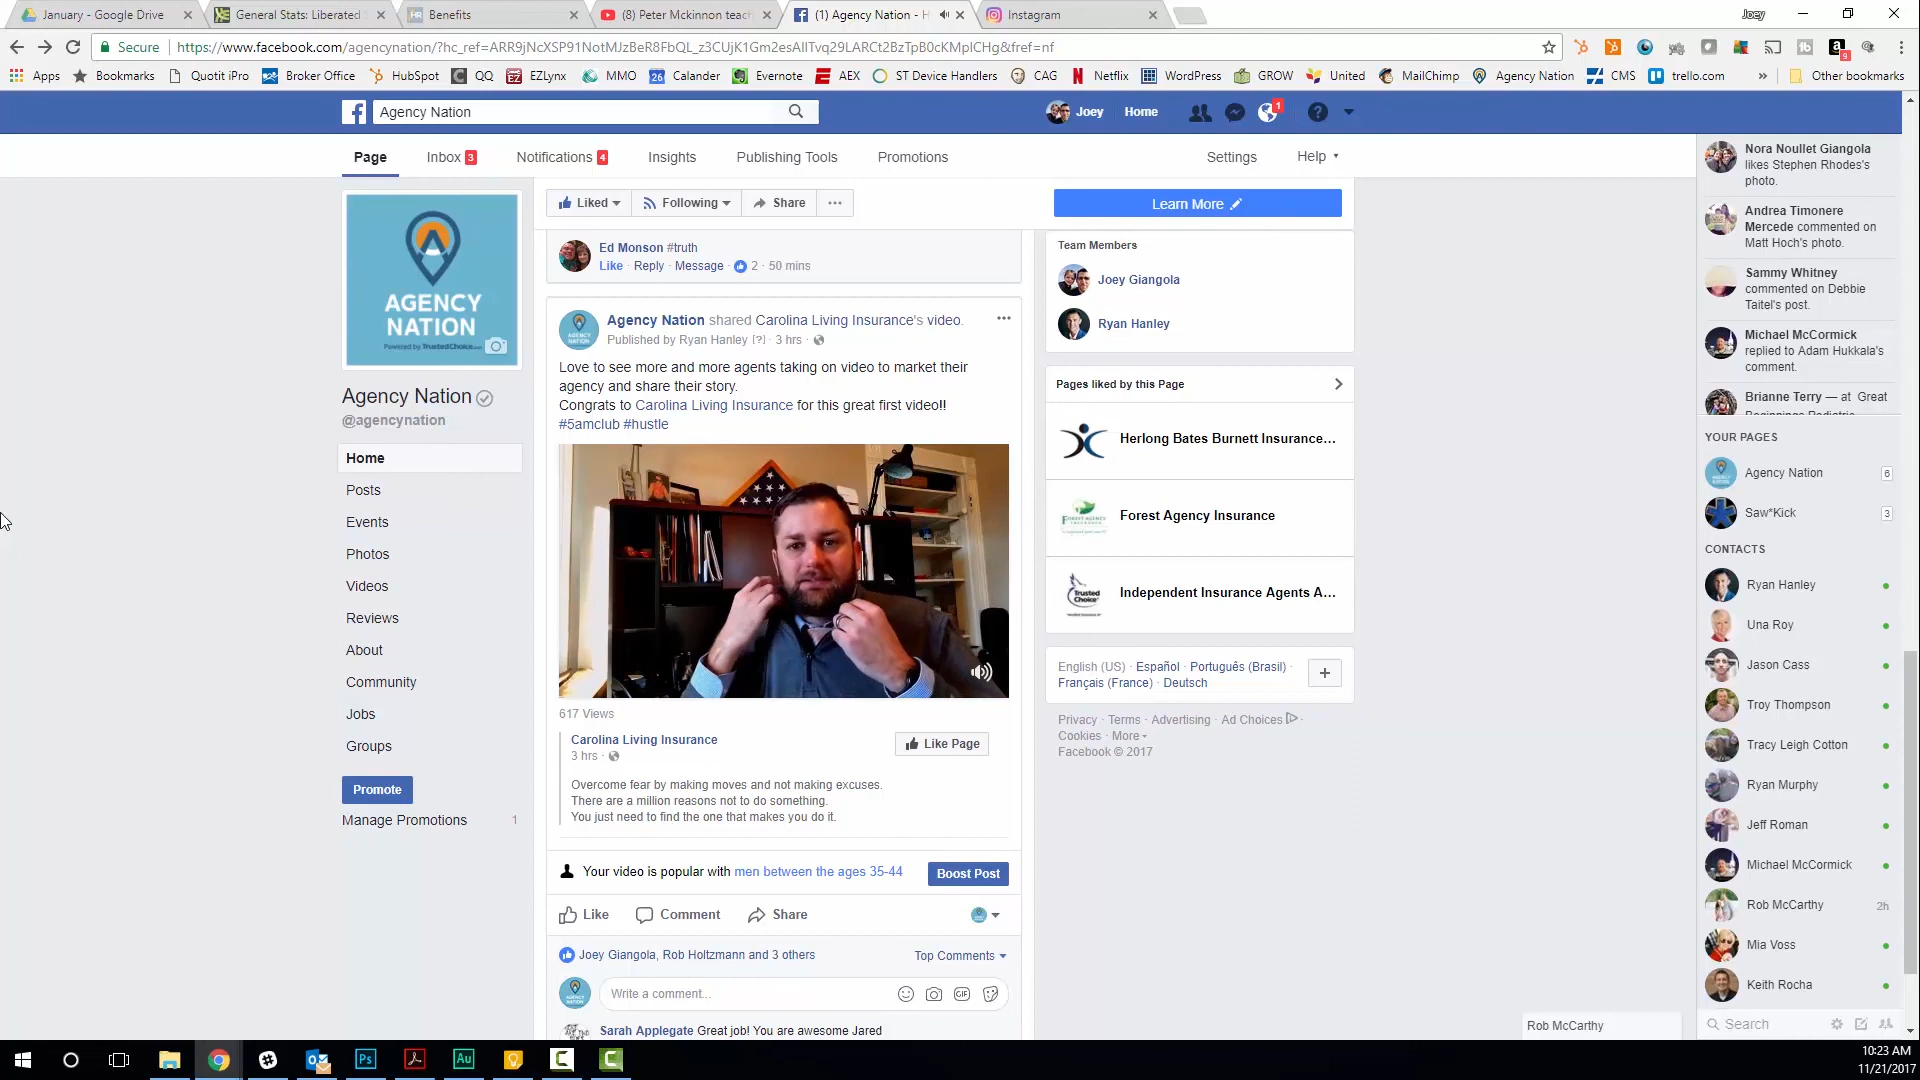 January - Google Drive
General Stats: Liberated
Benefits
(8) Peter Mckinnon teac
(1) Agency Nation - H
Instagram
Joey
Secure
https://www.facebook.com/agencynation/?hc_ref=ARR9jNcXSP91NotMJzBeR8FbQL_z3CUjK1Gm2esAIITvq29LARCt2BzTpB0cKMplCHg&fref=nf
Apps
Bookmarks
Quotit iPro
Broker Office
HubSpot
QQ
EZLynx
MMO
Calander
Evernote
AEX
ST Device Handlers
CAG
Netflix
WordPress
GROW
United
MailChimp
Agency Nation
CMS
trello.com
»
Other bookmarks
Agency Nation
Joey
Home
1
Page
Inbox 3
Notifications 4
Insights
Publishing Tools
Promotions
Settings
Help
AGENCY
NATION
Powered by TrustedChoice.com
Agency Nation
@agencynation
Home
Posts
Events
Photos
Videos
Reviews
About
Community
Jobs
Groups
Promote
Manage Promotions 1
Liked
Following
Share
Learn More
Ed Monson #truth
Like · Reply · Message · 2 · 50 mins
Agency Nation shared Carolina Living Insurance's video.
Published by Ryan Hanley [?] · 3 hrs ·
Love to see more and more agents taking on video to market their
agency and share their story.
Congrats to Carolina Living Insurance for this great first video!!
#5amclub #hustle
617 Views
Carolina Living Insurance
3 hrs ·
Like Page
Overcome fear by making moves and not making excuses.
There are a million reasons not to do something.
You just need to find the one that makes you do it.
Your video is popular with men between the ages 35-44
Boost Post
Like
Comment
Share
Joey Giangola, Rob Holtzmann and 3 others
Top Comments
Write a comment...
GIF
Sarah Applegate Great job! You are awesome Jared
Team Members
Joey Giangola
Ryan Hanley
Pages liked by this Page
Herlong Bates Burnett Insurance...
Forest Agency Insurance
Independent Insurance Agents A...
English (US) · Español · Português (Brasil) ·
Français (France) · Deutsch
Privacy · Terms · Advertising · Ad Choices ·
Cookies · More
Facebook © 2017
Nora Noullet Giangola
likes Stephen Rhodes's
photo.
Andrea Timonere
Mercede commented on
Matt Hoch's photo.
Sammy Whitney
commented on Debbie
Taitel's post.
Michael McCormick
replied to Adam Hukkala's
comment.
Brianne Terry — at Great
YOUR PAGES
Agency Nation 6
Saw*Kick 3
CONTACTS
Ryan Hanley
Una Roy
Jason Cass
Troy Thompson
Tracy Leigh Cotton
Ryan Murphy
Jeff Roman
Michael McCormick
Rob McCarthy 2h
Mia Voss
Keith Rocha
Search
Rob McCarthy
10:23 AM
11/21/2017